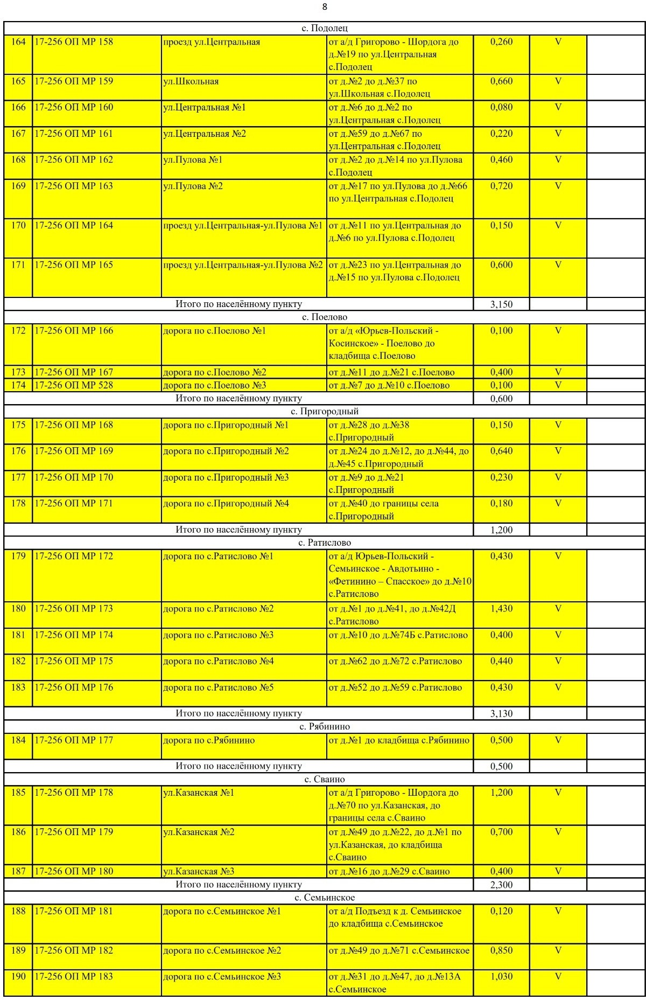 8
с. Подолец
164 17-256 ОП МР 158 проезд ул.Центральная от а/д Григорово - Шордога до 0,260 V
д.№19 по ул.Центральная
с.Подолец
165 17-256 ОП МР 159 ул.Школьная от д.№2 до д.№37 по 0,660 V
ул.Школьная с.Подолец
166 17-256 ОП МР 160 ул.Центральная №1 от д.№6 до д.№2 по 0,080 V
ул.Центральная с.Подолец
167 17-256 ОП МР 161 ул.Центральная №2 от д.№59 до д.№67 по 0,220 V
ул.Центральная с.Подолец
168 17-256 ОП МР 162 ул.Пулова №1 от д.№2 до д.№14 по ул.Пулова 0,460 V
с.Подолец
169 17-256 ОП МР 163 ул.Пулова №2 от д.№17 по ул.Пулова до д.№66 0,720 V
по ул.Центральная с.Подолец
170 17-256 ОП МР 164 проезд ул.Центральная-ул.Пулова №1 от д.№11 по ул.Центральная до 0,150 V
д.№6 по ул.Пулова с.Подолец
171 17-256 ОП МР 165 проезд ул.Центральная-ул.Пулова №2 от д.№23 по ул.Центральная до 0,600 V
д.№15 по ул.Пулова с.Подолец
Итого по населённому пункту 3,150
с. Поелово
172 17-256 ОП МР 166 дорога по с.Поелово №1 от а/д «Юрьев-Польский - 0,100 V
Косинское» - Поелово до
кладбища с.Поелово
173 17-256 ОП МР 167 дорога по с.Поелово №2 от д.№11 до д.№21 с.Поелово 0,400 V
174 17-256 ОП МР 528 дорога по с.Поелово №3 от д.№7 до д.№10 с.Поелово 0,100 V
Итого по населённому пункту 0,600
с. Пригородный
175 17-256 ОП МР 168 дорога по с.Пригородный №1 от д.№28 до д.№38 0,150 V
с.Пригородный
176 17-256 ОП МР 169 дорога по с.Пригородный №2 от д.№24 до д.№12, до д.№44, до 0,640 V
д.№45 с.Пригородный
177 17-256 ОП МР 170 дорога по с.Пригородный №3 от д.№9 до д.№21 0,230 V
с.Пригородный
178 17-256 ОП МР 171 дорога по с.Пригородный №4 от д.№40 до границы села 0,180 V
с.Пригородный
Итого по населённому пункту 1,200
с. Ратислово
179 17-256 ОП МР 172 дорога по с.Ратислово №1 от а/д Юрьев-Польский - 0,430 V
Семьинское - Авдотьино -
«Фетинино – Спасское» до д.№10
с.Ратислово
180 17-256 ОП МР 173 дорога по с.Ратислово №2 от д.№1 до д.№41, до д.№42Д 1,430 V
с.Ратислово
181 17-256 ОП МР 174 дорога по с.Ратислово №3 от д.№10 до д.№74Б с.Ратислово 0,400 V
182 17-256 ОП МР 175 дорога по с.Ратислово №4 от д.№62 до д.№72 с.Ратислово 0,440 V
183 17-256 ОП МР 176 дорога по с.Ратислово №5 от д.№52 до д.№59 с.Ратислово 0,430 V
Итого по населённому пункту 3,130
с. Рябинино
184 17-256 ОП МР 177 дорога по с.Рябинино от д.№1 до кладбища с.Рябинино 0,500 V
Итого по населённому пункту 0,500
с. Сваино
185 17-256 ОП МР 178 ул.Казанская №1 от а/д Григорово - Шордога до 1,200 V
д.№70 по ул.Казанская, до
границы села с.Сваино
186 17-256 ОП МР 179 ул.Казанская №2 от д.№49 до д.№22, до д.№1 по 0,700 V
ул.Казанская, до кладбища
с.Сваино
187 17-256 ОП МР 180 ул.Казанская №3 от д.№16 до д.№29 с.Сваино 0,400 V
Итого по населённому пункту 2,300
с. Семьинское
188 17-256 ОП МР 181 дорога по с.Семьинское №1 от а/д Подъезд к д. Семьинское 0,120 V
до кладбища с.Семьинское
189 17-256 ОП МР 182 дорога по с.Семьинское №2 от д.№49 до д.№71 с.Семьинское 0,850 V
190 17-256 ОП МР 183 дорога по с.Семьинское №3 от д.№31 до д.№47, до д.№13А 1,030 V
с.Семьинское